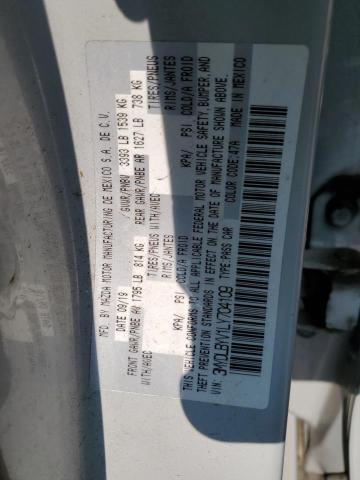 MFD. BY MAZDA MOTOR MANUFACTURING DE MEXICO S.A. DE C.V.
DATE 09/19 / GVWR/PNBV 3393 LB 1539 KG
FRONT GAWR/PNBE AV 1795 LB 814 KG REAR GAWR/PNBE AR 1627 LB 738 KG
WITH/AVEC TIRES/PNEUS WITH/AVEC TIRES/PNEUS
RIMS/JANTES RIMS/JANTES
KPA/ PSI COLD/A FROID KPA/ PSI COLD/A FROID
THIS VEHICLE CONFORMS TO ALL APPLICABLE FEDERAL MOTOR VEHICLE SAFETY, BUMPER, AND
THEFT PREVENTION STANDARDS IN EFFECT ON THE DATE OF MANUFACTURE SHOWN ABOVE.
VIN: TYPE:PASS CAR COLOR CODE:47A MADE IN MEXICO